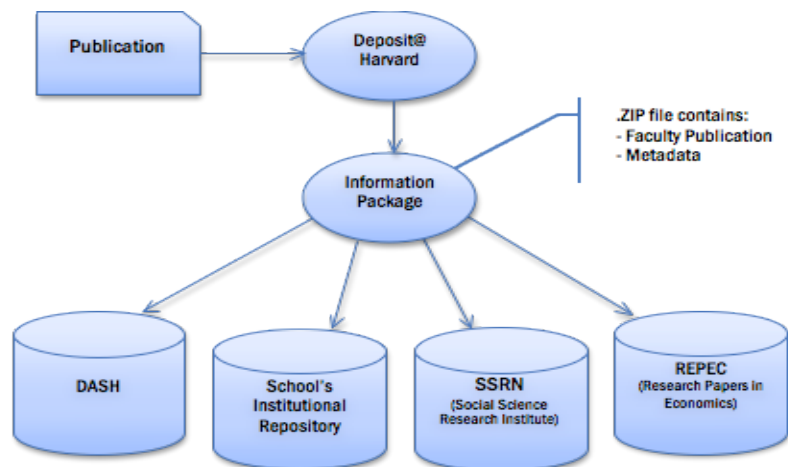 Publication
Deposit@
Harvard
.ZIP file contains:
- Faculty Publication
- Metadata
Information
Package
DASH
School's
Institutional
Repository
SSRN
(Social Science
Research Institute)
REPEC
(Research Papers in
Economics)